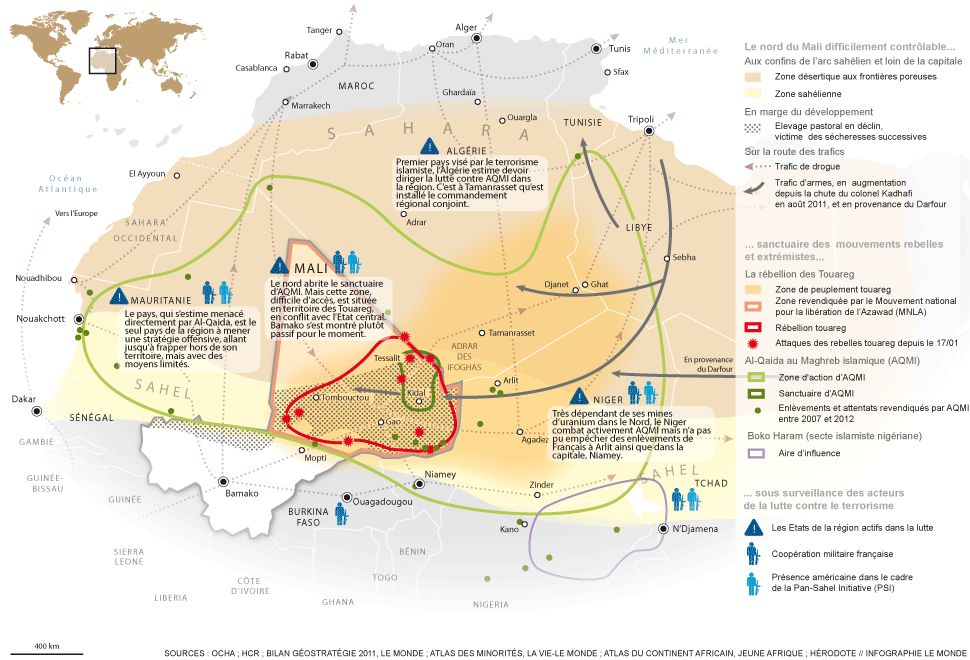 Tanger
Alger
Oran
Tunis
Mer
Méditerranée
Rabat
Casablanca
Sfax
MAROC
Ghardaïa
Marrakech
Ouargla
TUNISIE
Tripoli
SAHARA
ALGÉRIE
Premier pays visé par le terrorisme
islamiste, l'Algérie estime devoir
diriger la lutte contre AQMI dans
la région. C'est à Tamanrasset qu'est
installé le commandement
régional conjoint.
Océan
Atlantique
El Ayyoun
Vers l'Europe
SAHARA
OCCIDENTAL
Adrar
LIBYE
Sebha
Nouadhibou
MALI
Le nord abrite le sanctuaire
d'AQMI. Mais cette zone,
difficile d'accès, est située
en territoire des Touareg,
en conflit avec l'Etat central.
Bamako s'est montré plutôt
passif pour le moment.
Djanet
Ghat
MAURITANIE
Le pays, qui s'estime menacé
directement par Al-Qaida, est le
seul pays de la région à mener
une stratégie offensive, allant
jusqu'à frapper hors de son
territoire, mais avec des
moyens limités.
Nouakchott
Tamanrasset
ADRAR
DES
IFOGHAS
Tessalit
En provenance
du Darfour
SAHEL
Arlit
Dakar
Tombouctou
Kidal
NIGER
Très dépendant de ses mines
d'uranium dans le Nord, le Niger
combat activement AQMI mais n'a pas
pu empêcher des enlèvements de
Français à Arlit ainsi que dans la
capitale, Niamey.
SÉNÉGAL
Gao
Agadez
GAMBIE
Mopti
SAHEL
GUINÉE-
BISSAU
Bamako
Niamey
Zinder
TCHAD
GUINÉE
Ouagadougou
BURKINA
FASO
Kano
N'Djamena
SIERRA
LEONE
BÉNIN
CÔTE
D'IVOIRE
TOGO
LIBERIA
GHANA
NIGERIA
Le nord du Mali difficilement contrôlable...
Aux confins de l'arc sahélien et loin de la capitale
Zone désertique aux frontières poreuses
Zone sahélienne
En marge du développement
Elevage pastoral en déclin,
victime des sécheresses successives
Sur la route des trafics
Trafic de drogue
Trafic d'armes, en augmentation
depuis la chute du colonel Kadhafi
en août 2011, et en provenance du Darfour
... sanctuaire des mouvements rebelles
et extrémistes...
La rébellion des Touareg
Zone de peuplement touareg
Zone revendiquée par le Mouvement national
pour la libération de l'Azawad (MNLA)
Rébellion touareg
Attaques des rebelles touareg depuis le 17/01
Al-Qaida au Maghreb islamique (AQMI)
Zone d'action d'AQMI
Sanctuaire d'AQMI
Enlèvements et attentats revendiqués par AQMI
entre 2007 et 2012
Boko Haram (secte islamiste nigériane)
Aire d'influence
... sous surveillance des acteurs
de la lutte contre le terrorisme
Les Etats de la région actifs dans la lutte
Coopération militaire française
Présence américaine dans le cadre
de la Pan-Sahel Initiative (PSI)
400 km
SOURCES : OCHA ; HCR ; BILAN GÉOSTRATÉGIE 2011, LE MONDE ; ATLAS DES MINORITÉS, LA VIE-LE MONDE ; ATLAS DU CONTINENT AFRICAIN, JEUNE AFRIQUE ; HÉRODOTE // INFOGRAPHIE LE MONDE